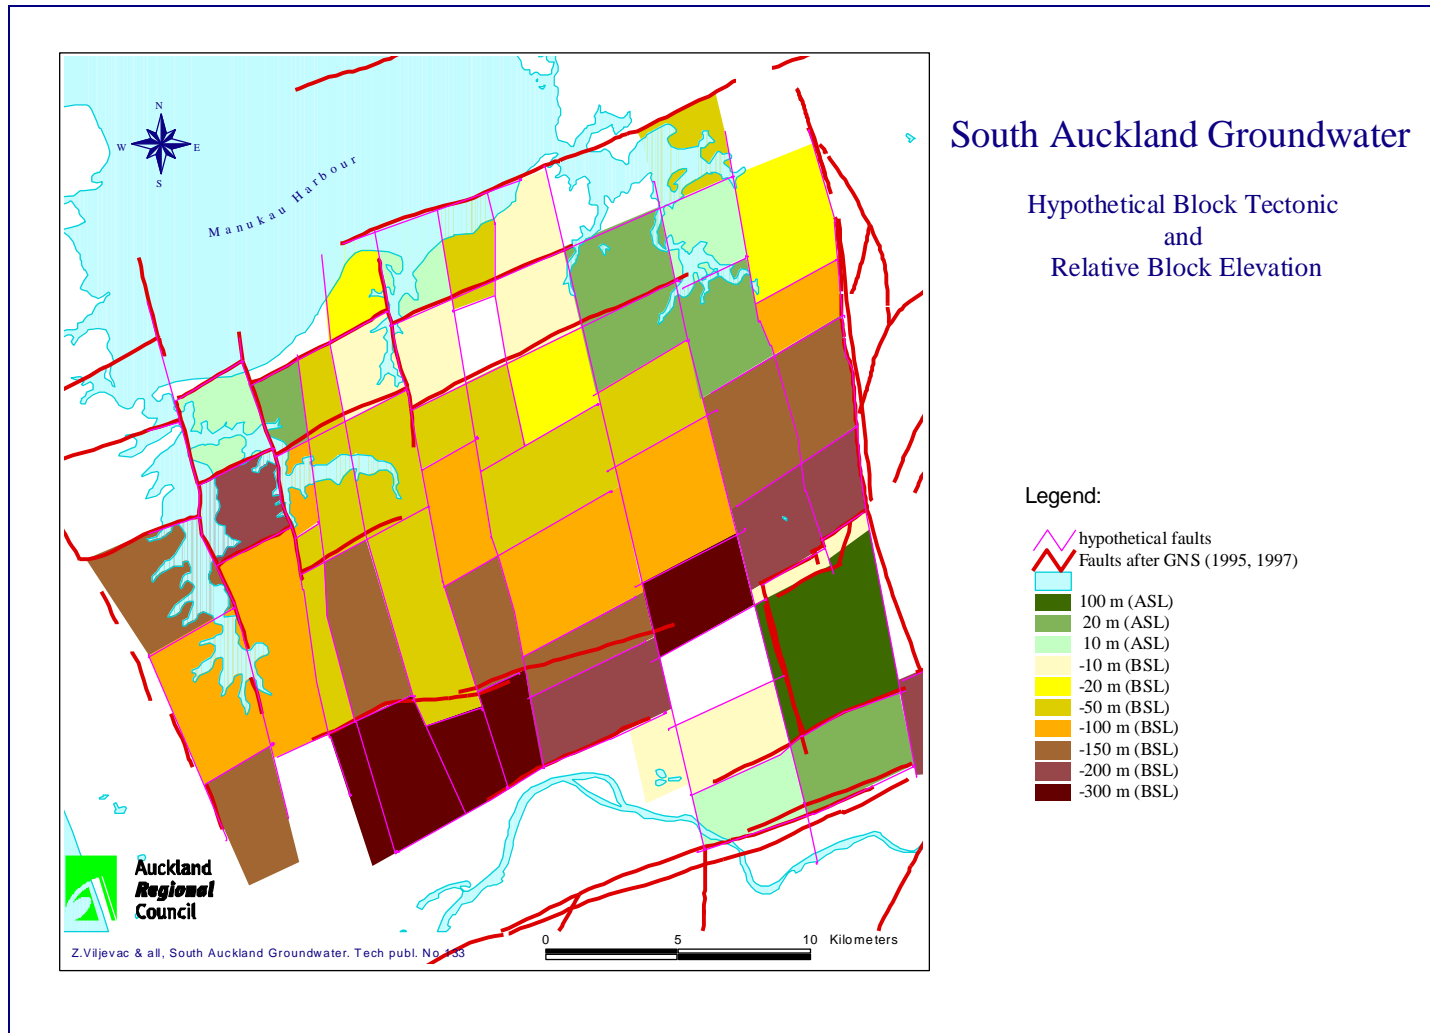 South Auckland Groundwater
Hypothetical Block Tectonic
and
Relative Block Elevation
N
W
E
S
Manukau Harbour
Legend:
hypothetical faults
Faults after GNS (1995, 1997)
100 m (ASL)
20 m (ASL)
10 m (ASL)
-10 m (BSL)
-20 m (BSL)
-50 m (BSL)
-100 m (BSL)
-150 m (BSL)
-200 m (BSL)
-300 m (BSL)
Auckland
Regional
Council
0 5 10 Kilometers
Z.Viljevac & all, South Auckland Groundwater. Tech publ. No 133